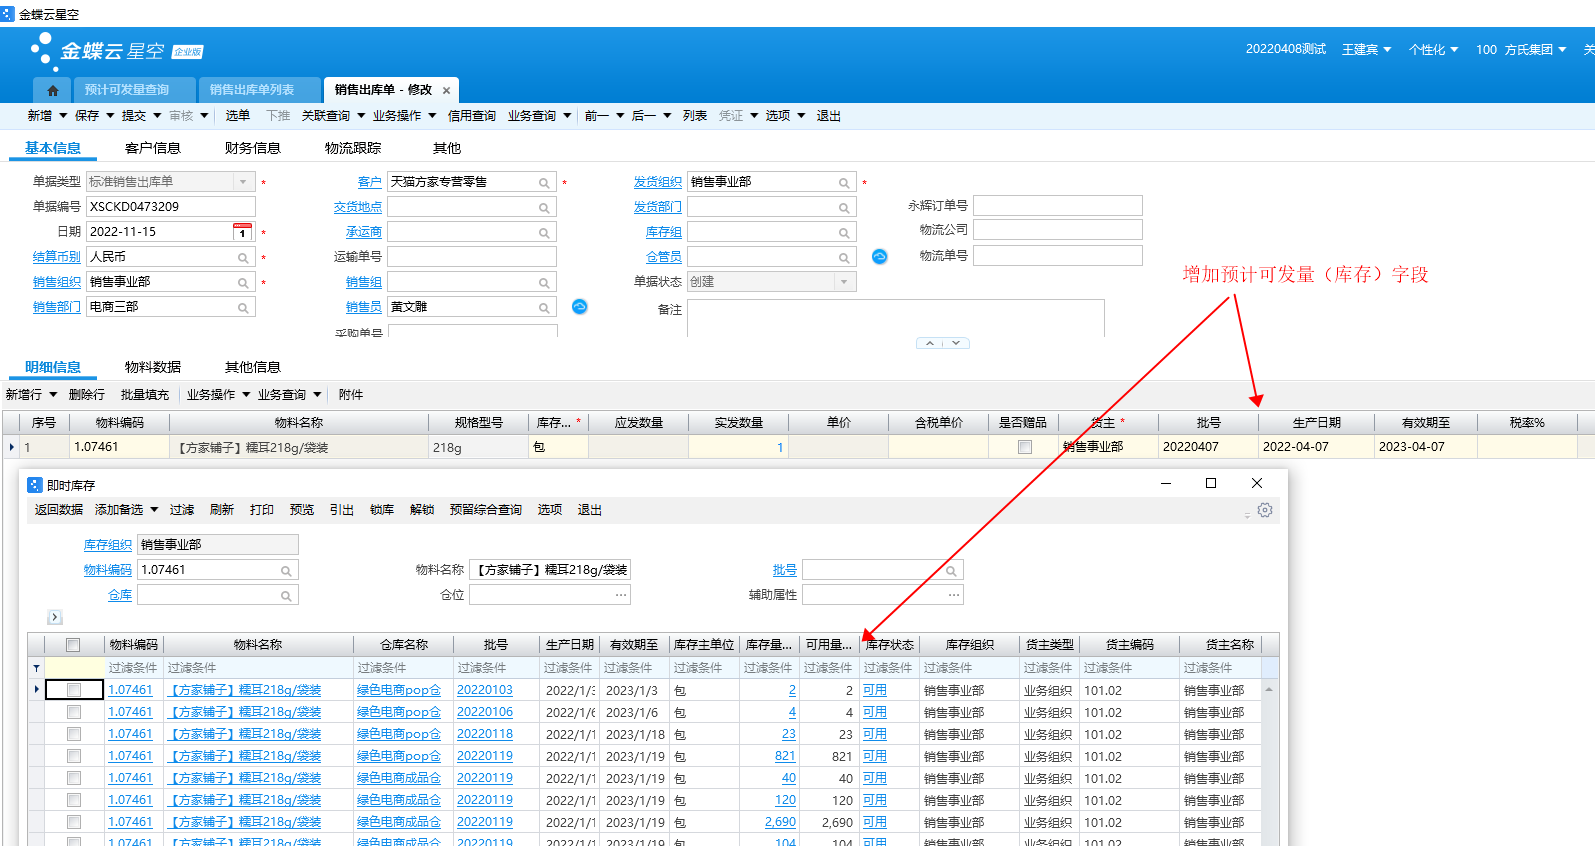 金蝶云星空
金蝶云 星空 企业版
20220408测试 王建宾 个性化 100 方氏集团 关
预计可发量查询 销售出库单列表 销售出库单 - 修改 ×
新增 保存 提交 审核 选单 下推 关联查询 业务操作 信用查询 业务查询 前一 后一 列表 凭证 选项 退出
基本信息 客户信息 财务信息 物流跟踪 其他
单据类型 标准销售出库单 * 客户 天猫方家专营零售 * 发货组织 销售事业部 *
单据编号 XSCKD0473209 交货地点 发货部门 永辉订单号
日期 2022-11-15 1 * 承运商 库存组 物流公司
结算币别 人民币 * 运输单号 仓管员 物流单号
销售组织 销售事业部 * 销售组 单据状态 创建
销售部门 电商三部 销售员 黄文雕 备注
采购单号
增加预计可发量（库存）字段
明细信息 物料数据 其他信息
新增行 删除行 批量填充 业务操作 业务查询 附件
序号 物料编码 物料名称 规格型号 库存... * 应发数量 实发数量 单价 含税单价 是否赠品 货主 * 批号 生产日期 有效期至 税率%
1 1.07461 【方家铺子】糯耳218g/袋装 218g 包 1 销售事业部 20220407 2022-04-07 2023-04-07
即时库存
返回数据 添加备选 过滤 刷新 打印 预览 引出 锁库 解锁 预留综合查询 选项 退出
库存组织 销售事业部
物料编码 1.07461 物料名称 【方家铺子】糯耳218g/袋装 批号
仓库 仓位 ... 辅助属性 ...
物料编码 物料名称 仓库名称 批号 生产日期 有效期至 库存主单位 库存量... 可用量... 库存状态 库存组织 货主类型 货主编码 货主名称
过滤条件 过滤条件 过滤条件 过滤条件 过滤条件 过滤条件 过滤条件 过滤条件 过滤条件 过滤条件 过滤条件 过滤条件 过滤条件 过滤条件
1.07461 【方家铺子】糯耳218g/袋装 绿色电商pop仓 20220103 2022/1/3 2023/1/3 包 2 2 可用 销售事业部 业务组织 101.02 销售事业部
1.07461 【方家铺子】糯耳218g/袋装 绿色电商pop仓 20220106 2022/1/6 2023/1/6 包 4 4 可用 销售事业部 业务组织 101.02 销售事业部
1.07461 【方家铺子】糯耳218g/袋装 绿色电商pop仓 20220118 2022/1/1 2023/1/18 包 23 23 可用 销售事业部 业务组织 101.02 销售事业部
1.07461 【方家铺子】糯耳218g/袋装 绿色电商pop仓 20220119 2022/1/1 2023/1/19 包 821 821 可用 销售事业部 业务组织 101.02 销售事业部
1.07461 【方家铺子】糯耳218g/袋装 绿色电商成品仓 20220119 2022/1/1 2023/1/19 包 40 40 可用 销售事业部 业务组织 101.02 销售事业部
1.07461 【方家铺子】糯耳218g/袋装 绿色电商成品仓 20220119 2022/1/1 2023/1/19 包 120 120 可用 销售事业部 业务组织 101.02 销售事业部
1.07461 【方家铺子】糯耳218g/袋装 绿色电商成品仓 20220119 2022/1/1 2023/1/19 包 2,690 2,690 可用 销售事业部 业务组织 101.02 销售事业部
1.07461 【方家铺子】糯耳218g/袋装 绿色电商成品仓 20220119 2022/1/1 2023/1/19 包 104 104 可用 销售事业部 业务组织 101.02 销售事业部